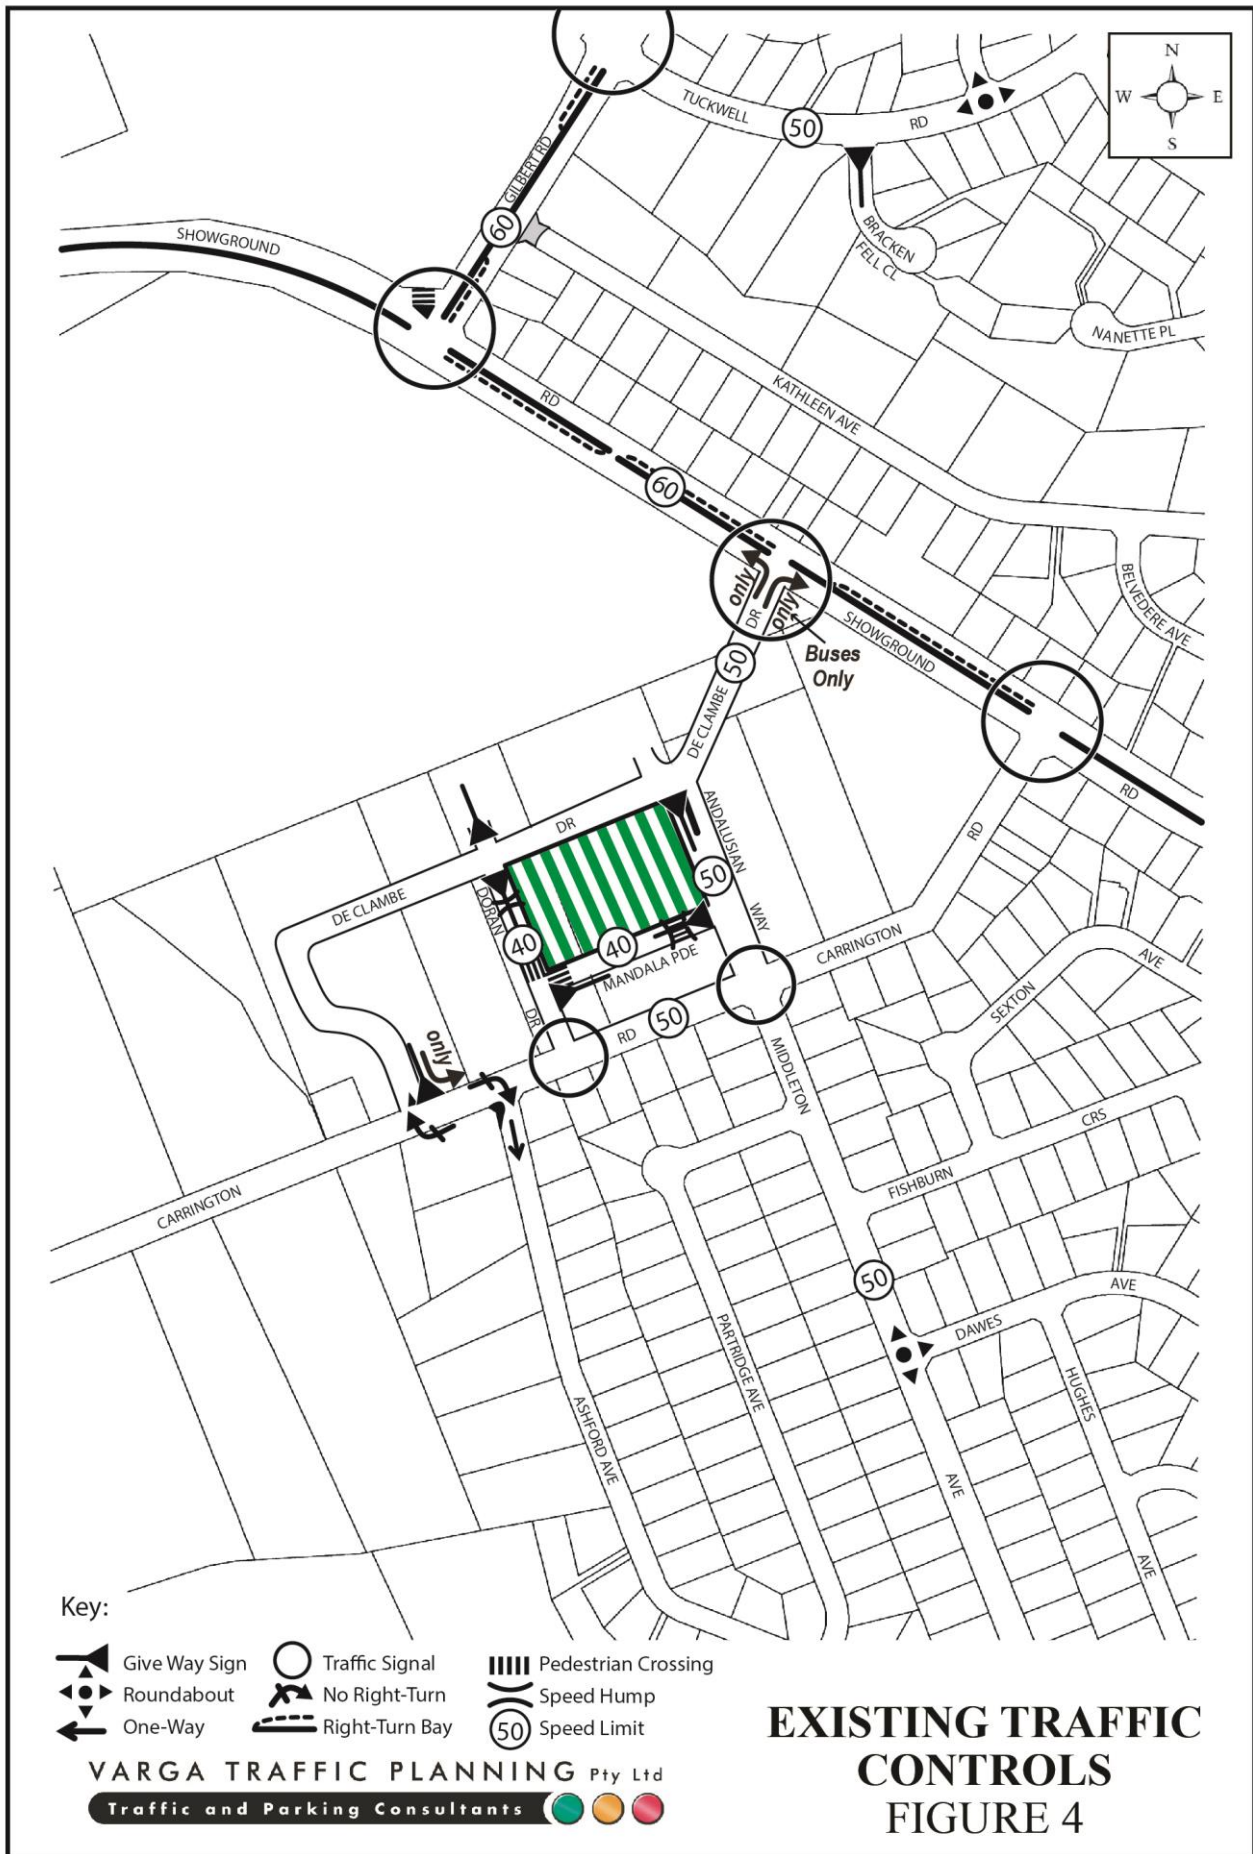 N
W E
S
TUCKWELL
50
RD
GILBERT RD
60
BRACKEN
FELL CL
SHOWGROUND
NANETTE PL
RD
KATHLEEN AVE
60
only
only
DR
Buses
Only
SHOWGROUND
BELVEDERE AVE
50
DE CLAMBE
RD
RD
DR
ANDALUSIAN
50
WAY
DE CLAMBE
DORAN
40
40
MANDALA PDE
CARRINGTON
AVE
SEXTON
DR
RD
50
only
MIDDLETON
CRS
FISHBURN
CARRINGTON
50
AVE
DAWES
PARTRIDGE AVE
HUGHES
ASHFORD AVE
AVE
AVE
Key:
Give Way Sign
Traffic Signal
Pedestrian Crossing
Roundabout
No Right-Turn
Speed Hump
One-Way
Right-Turn Bay
50
Speed Limit
EXISTING TRAFFIC
CONTROLS
FIGURE 4
VARGA TRAFFIC PLANNING Pty Ltd
Traffic and Parking Consultants